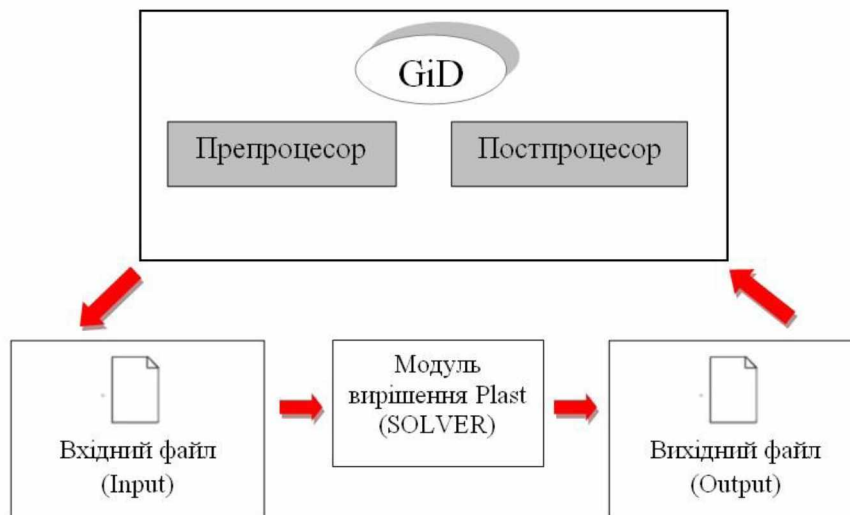 GiD
Препроцесор
Постпроцесор
Вхідний файл
(Input)
Модуль
вирішення Plast
(SOLVER)
Вихідний файл
(Output)